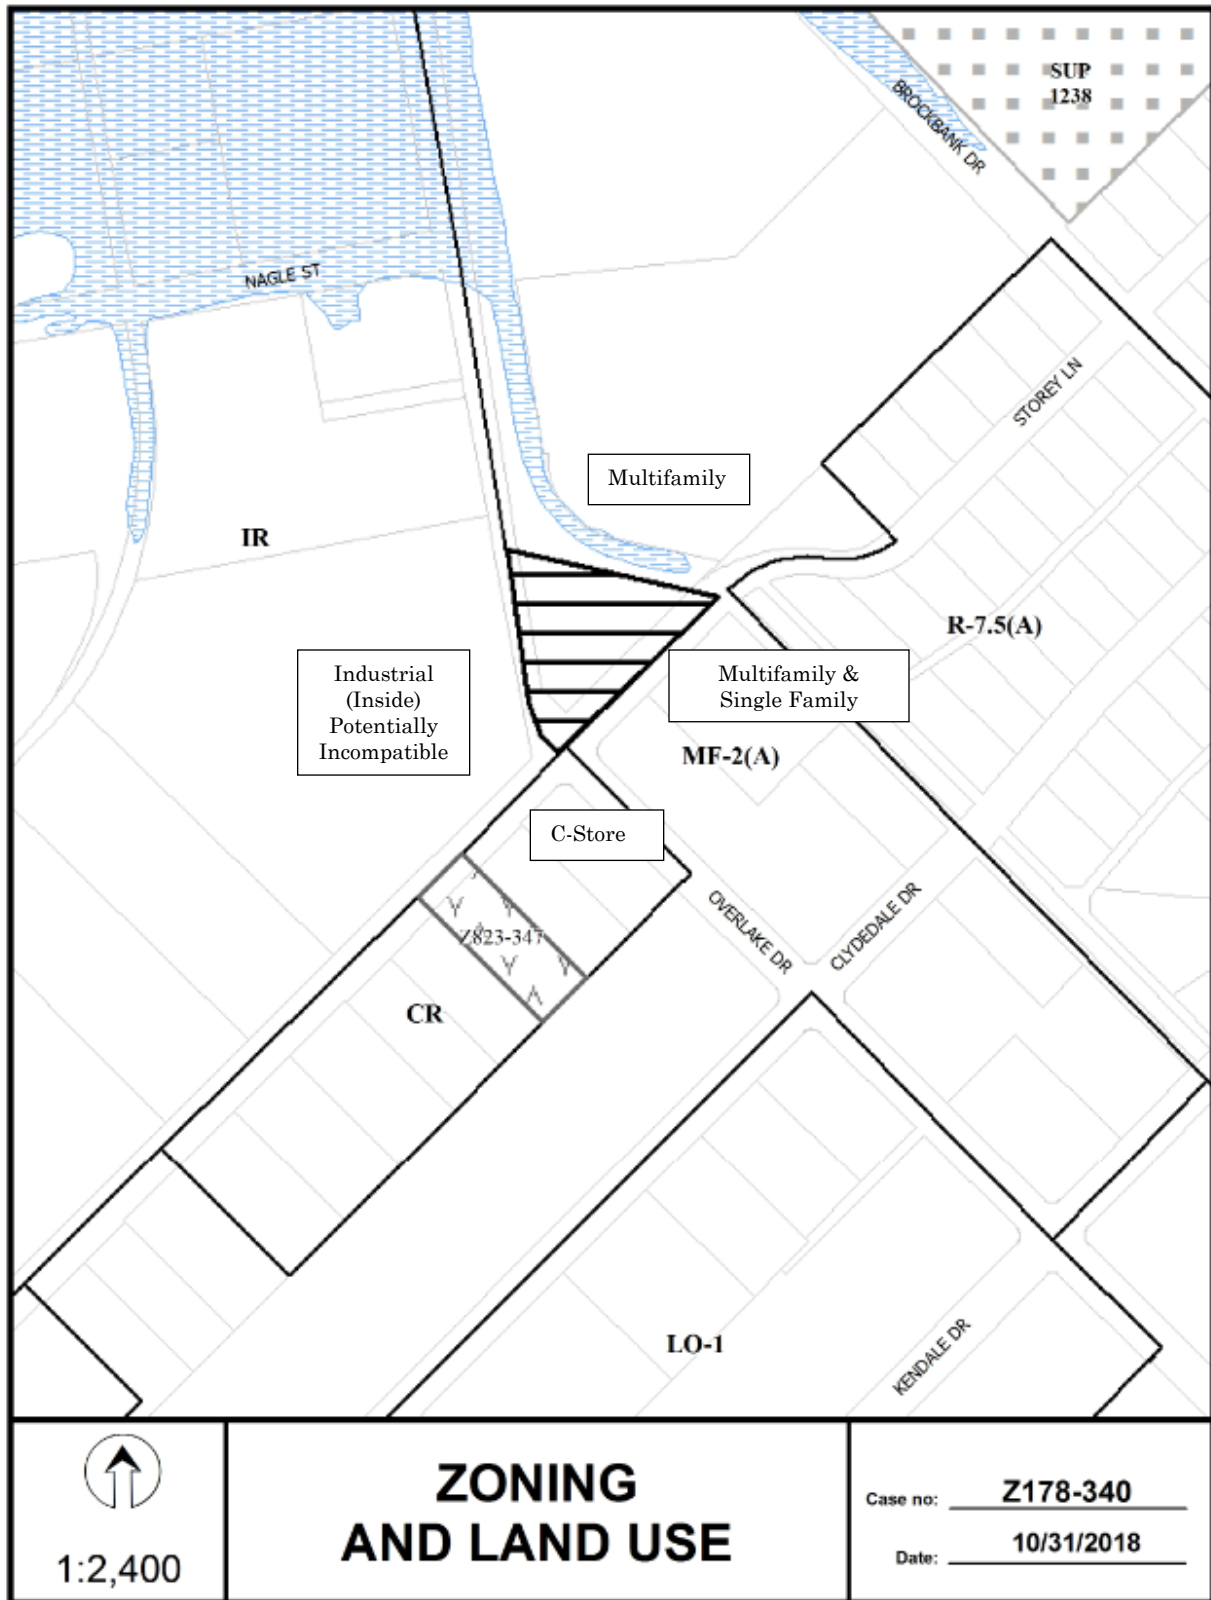 SUP
1238
BROCKBANK DR
NAGLE ST
STOREY LN
Multifamily
IR
R-7.5(A)
Industrial
(Inside)
Potentially
Incompatible
Multifamily &
Single Family
MF-2(A)
C-Store
OVERLAKE DR
CLYDEDALE DR
Z823-347
CR
LO-1
KENDALE DR
1:2,400
ZONING
AND LAND USE
Case no: Z178-340
Date: 10/31/2018